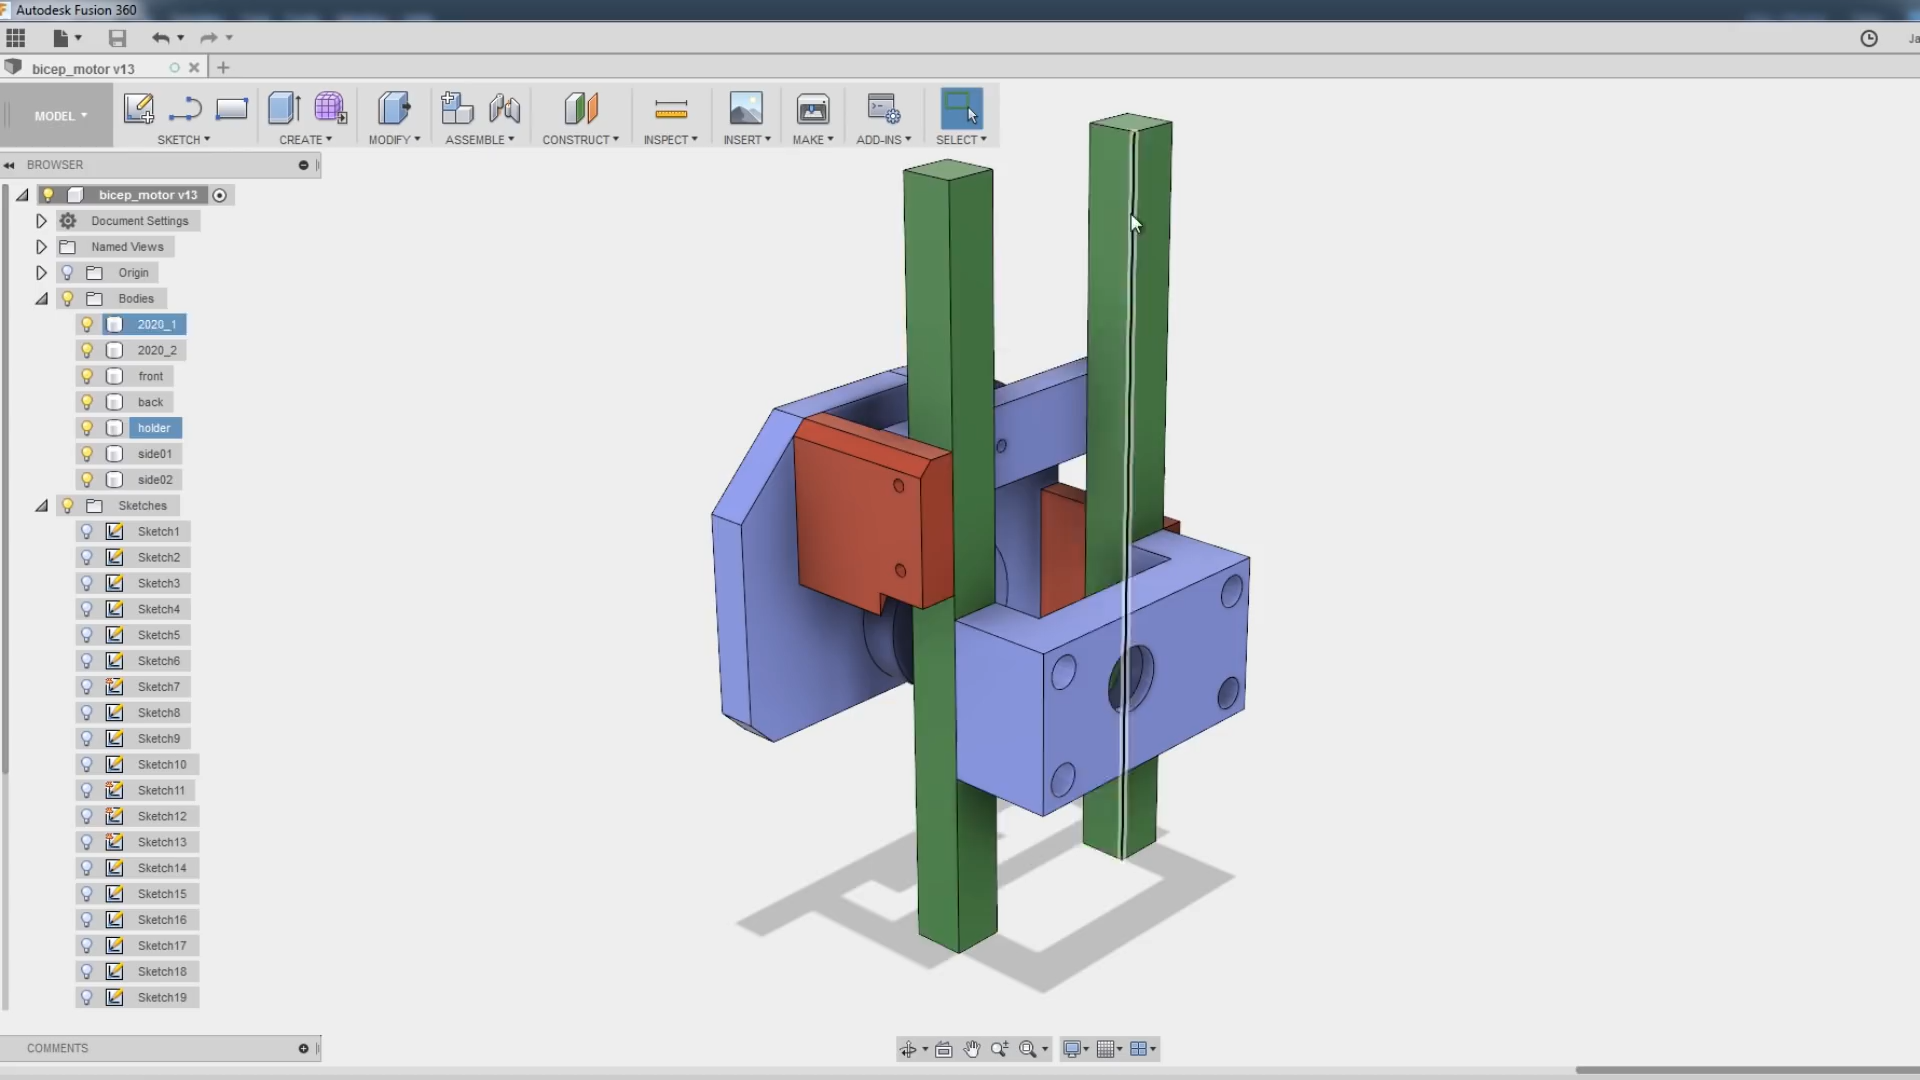 Autodesk Fusion 360
Ja
bicep_motor v13
MODEL
SKETCH
CREATE
MODIFY
ASSEMBLE
CONSTRUCT
INSPECT
INSERT
MAKE
ADD-INS
SELECT
BROWSER
bicep_motor v13
Document Settings
Named Views
Origin
Bodies
2020_1
2020_2
front
back
holder
side01
side02
Sketches
Sketch1
Sketch2
Sketch3
Sketch4
Sketch5
Sketch6
Sketch7
Sketch8
Sketch9
Sketch10
Sketch11
Sketch12
Sketch13
Sketch14
Sketch15
Sketch16
Sketch17
Sketch18
Sketch19
COMMENTS